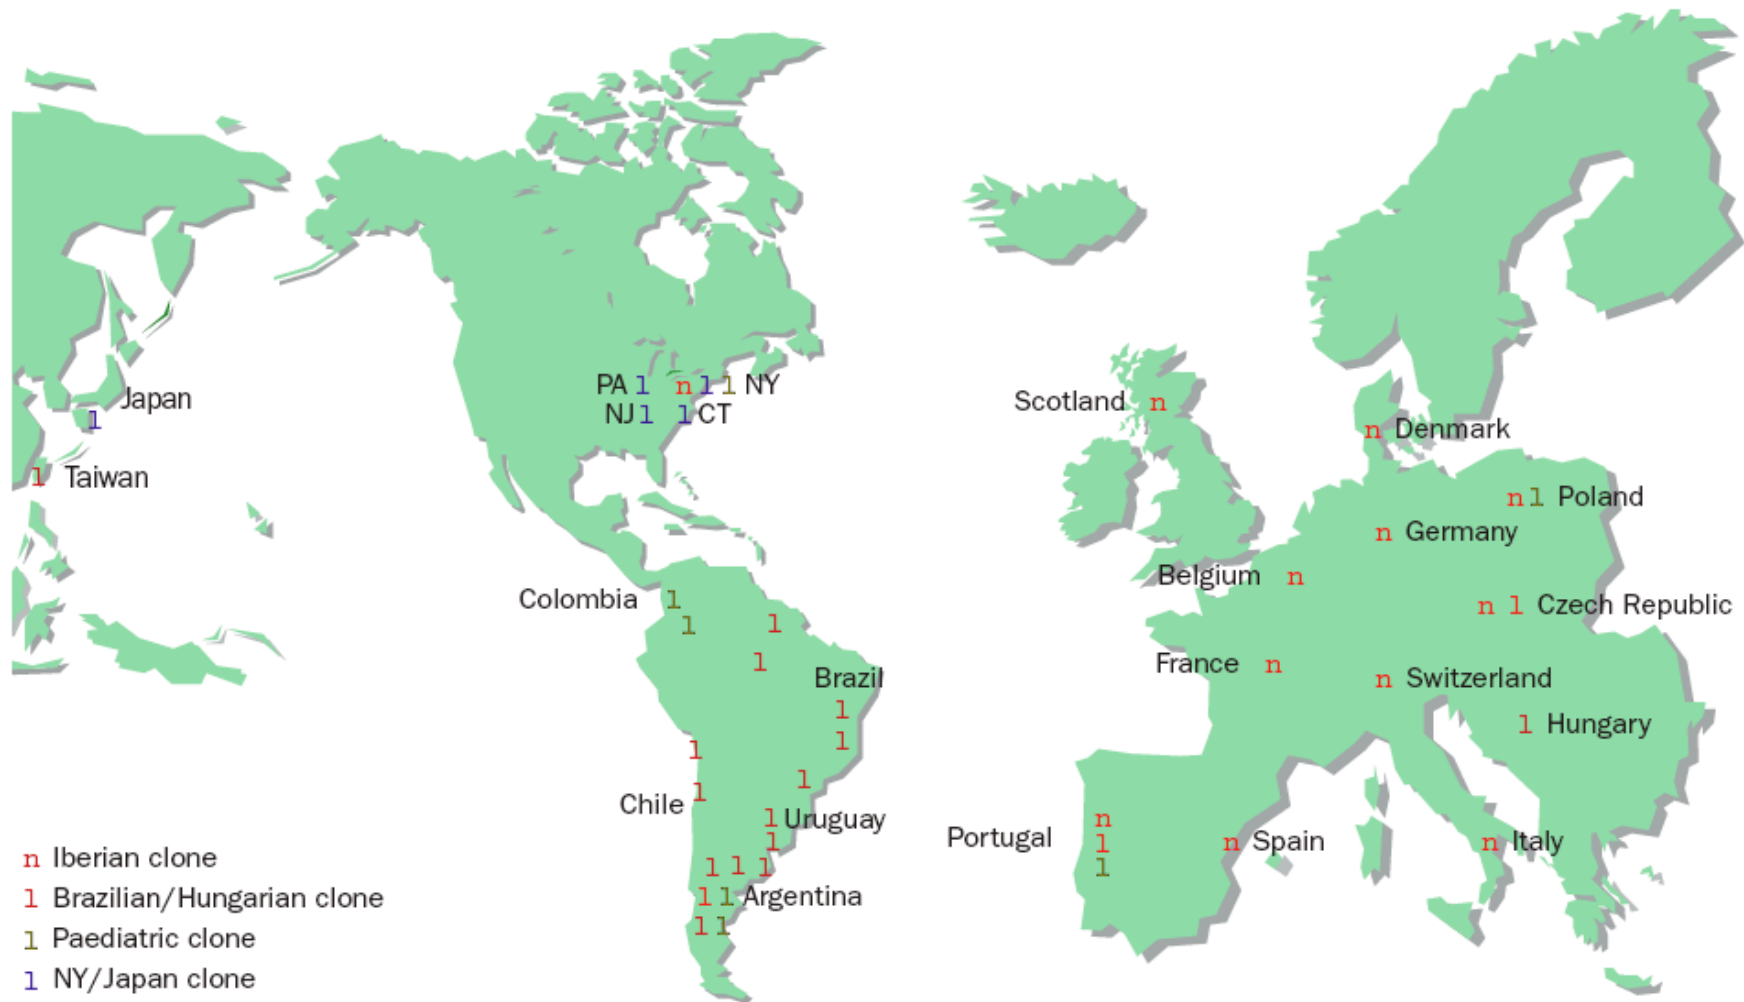 PA l n l l NY
NJ l l CT
Japan
l
l Taiwan
Colombia l
l
l
l
Brazil
l
l
l
l
Chile l
l Uruguay
l
l l l
l l Argentina
l l
Scotland n
n Denmark
n l Poland
n Germany
Belgium n
n l Czech Republic
France n
n Switzerland
l Hungary
n
Portugal l
l
n Spain
n Italy
n Iberian clone
l Brazilian/Hungarian clone
l Paediatric clone
l NY/Japan clone